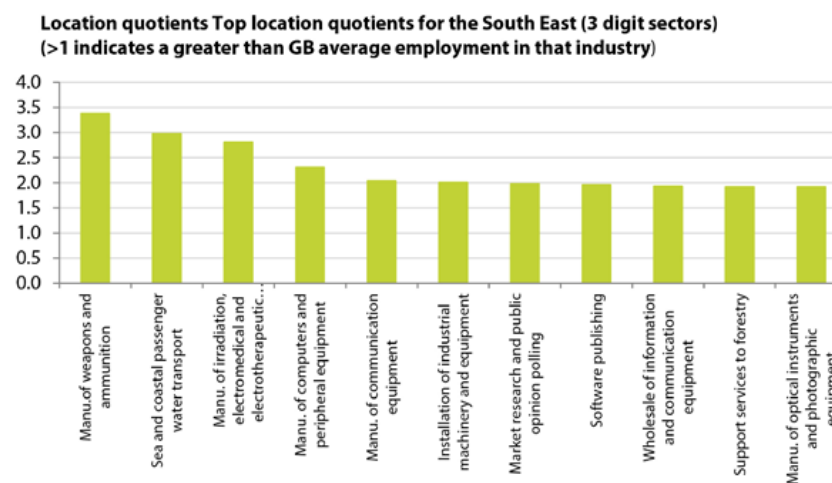 Location quotients Top location quotients for the South East (3 digit sectors)
(>1 indicates a greater than GB average employment in that industry)
4.0
3.5
3.0
2.5
2.0
1.5
1.0
0.5
0.0
Manu.of weapons and
ammunition
Sea and coastal passenger
water transport
Manu. of irradiation,
electromedical and
electrotherapeutic…
Manu. of computers and
peripheral equipment
Manu. of communication
equipment
Installation of industrial
machinery and equipment
Market research and public
opinion polling
Software publishing
Wholesale of information
and communication
equipment
Support services to forestry
Manu. of optical instruments
and photographic
equipment